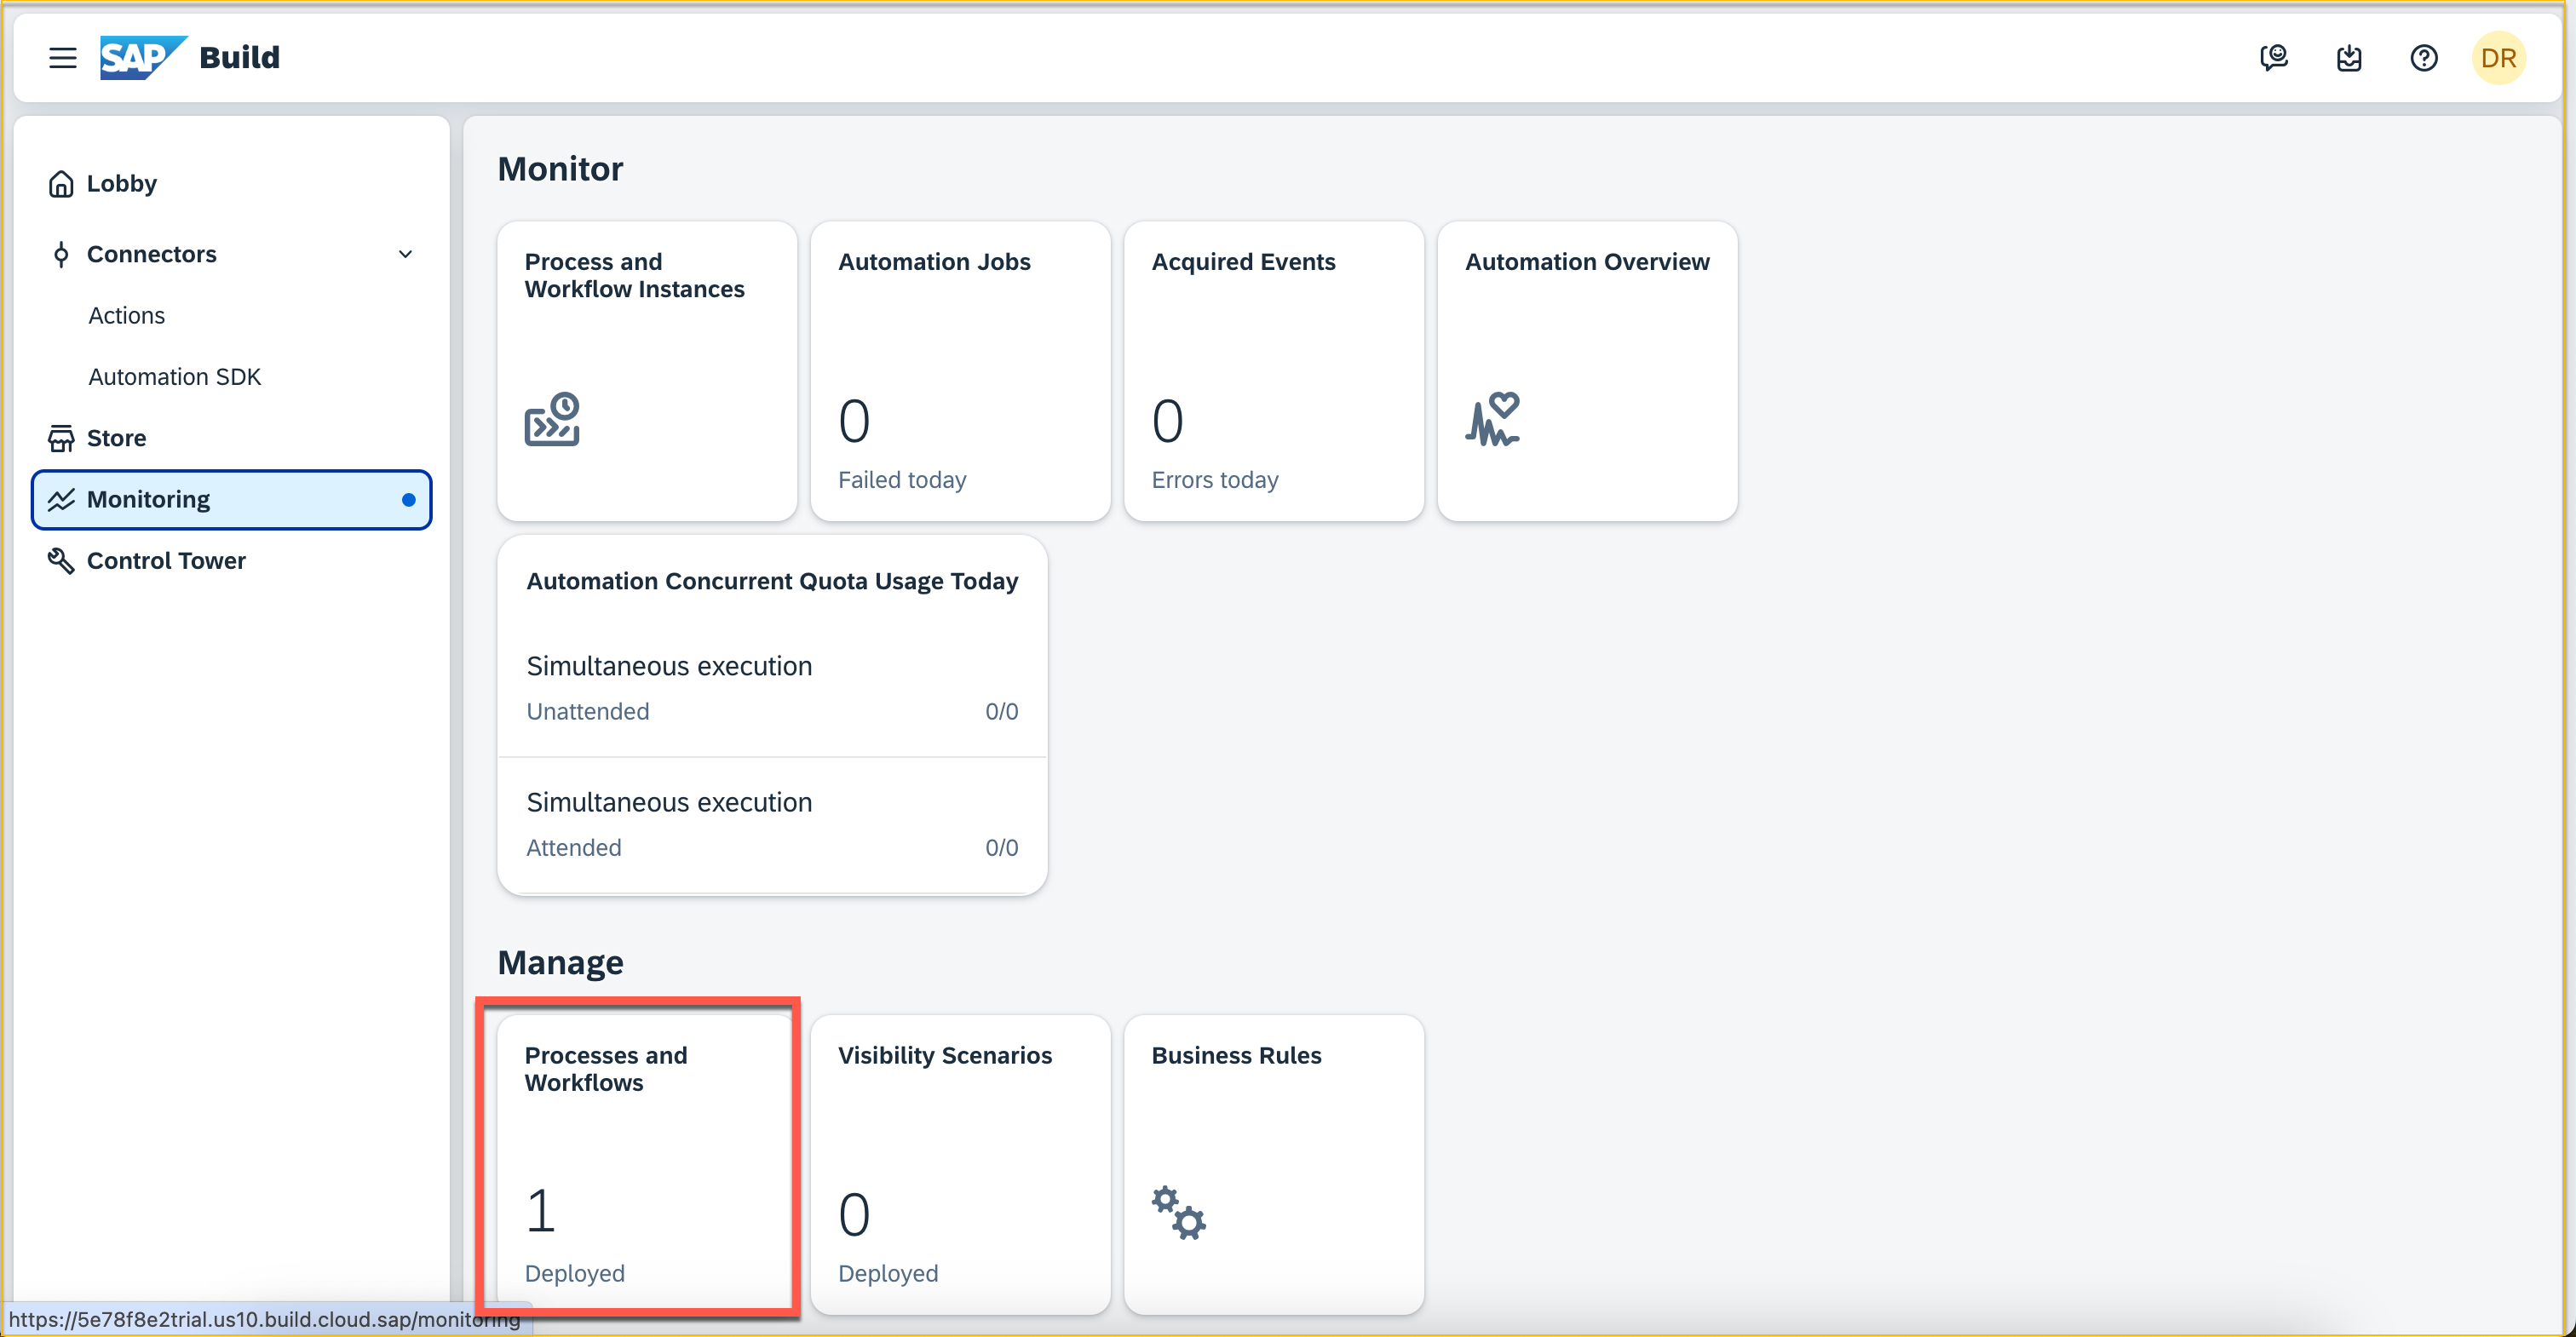 SAP Build
DR
Lobby
Connectors
Actions
Automation SDK
Store
Monitoring
Control Tower
Monitor
Process and
Workflow Instances
Automation Jobs
0
Failed today
Acquired Events
0
Errors today
Automation Overview
Automation Concurrent Quota Usage Today
Simultaneous execution
Unattended 0/0
Simultaneous execution
Attended 0/0
Manage
Processes and
Workflows
1
Deployed
Visibility Scenarios
0
Deployed
Business Rules
https://5e78f8e2trial.us10.build.cloud.sap/monitoring